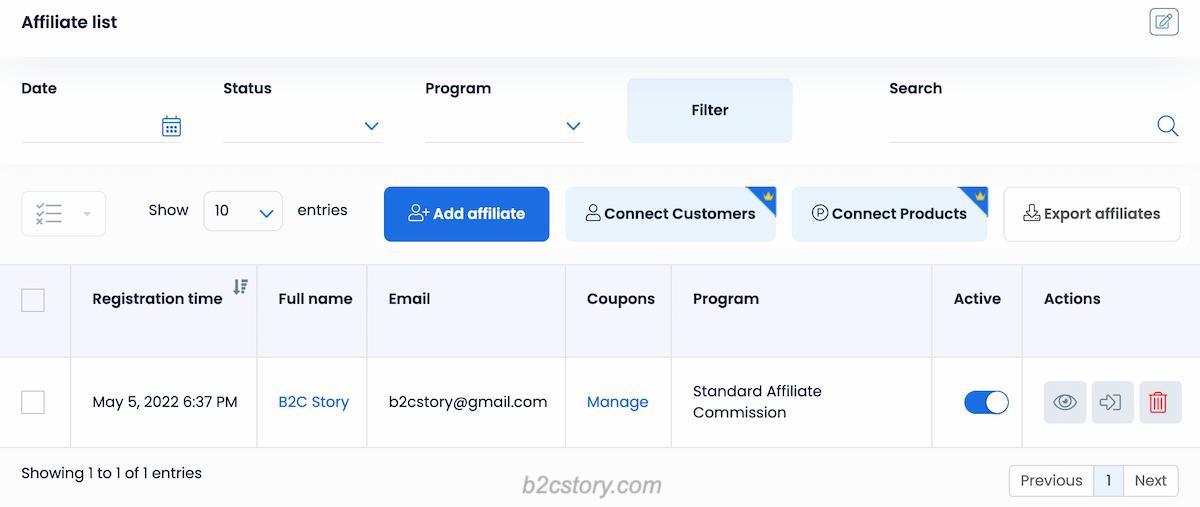 Affiliate list
Date Status Program Filter Search
Show 10 entries Add affiliate Connect Customers Connect Products Export affiliates
Registration time Full name Email Coupons Program Active Actions
May 5, 2022 6:37 PM B2C Story b2cstory@gmail.com Manage Standard Affiliate
Commission
Showing 1 to 1 of 1 entries
Previous 1 Next
b2cstory.com